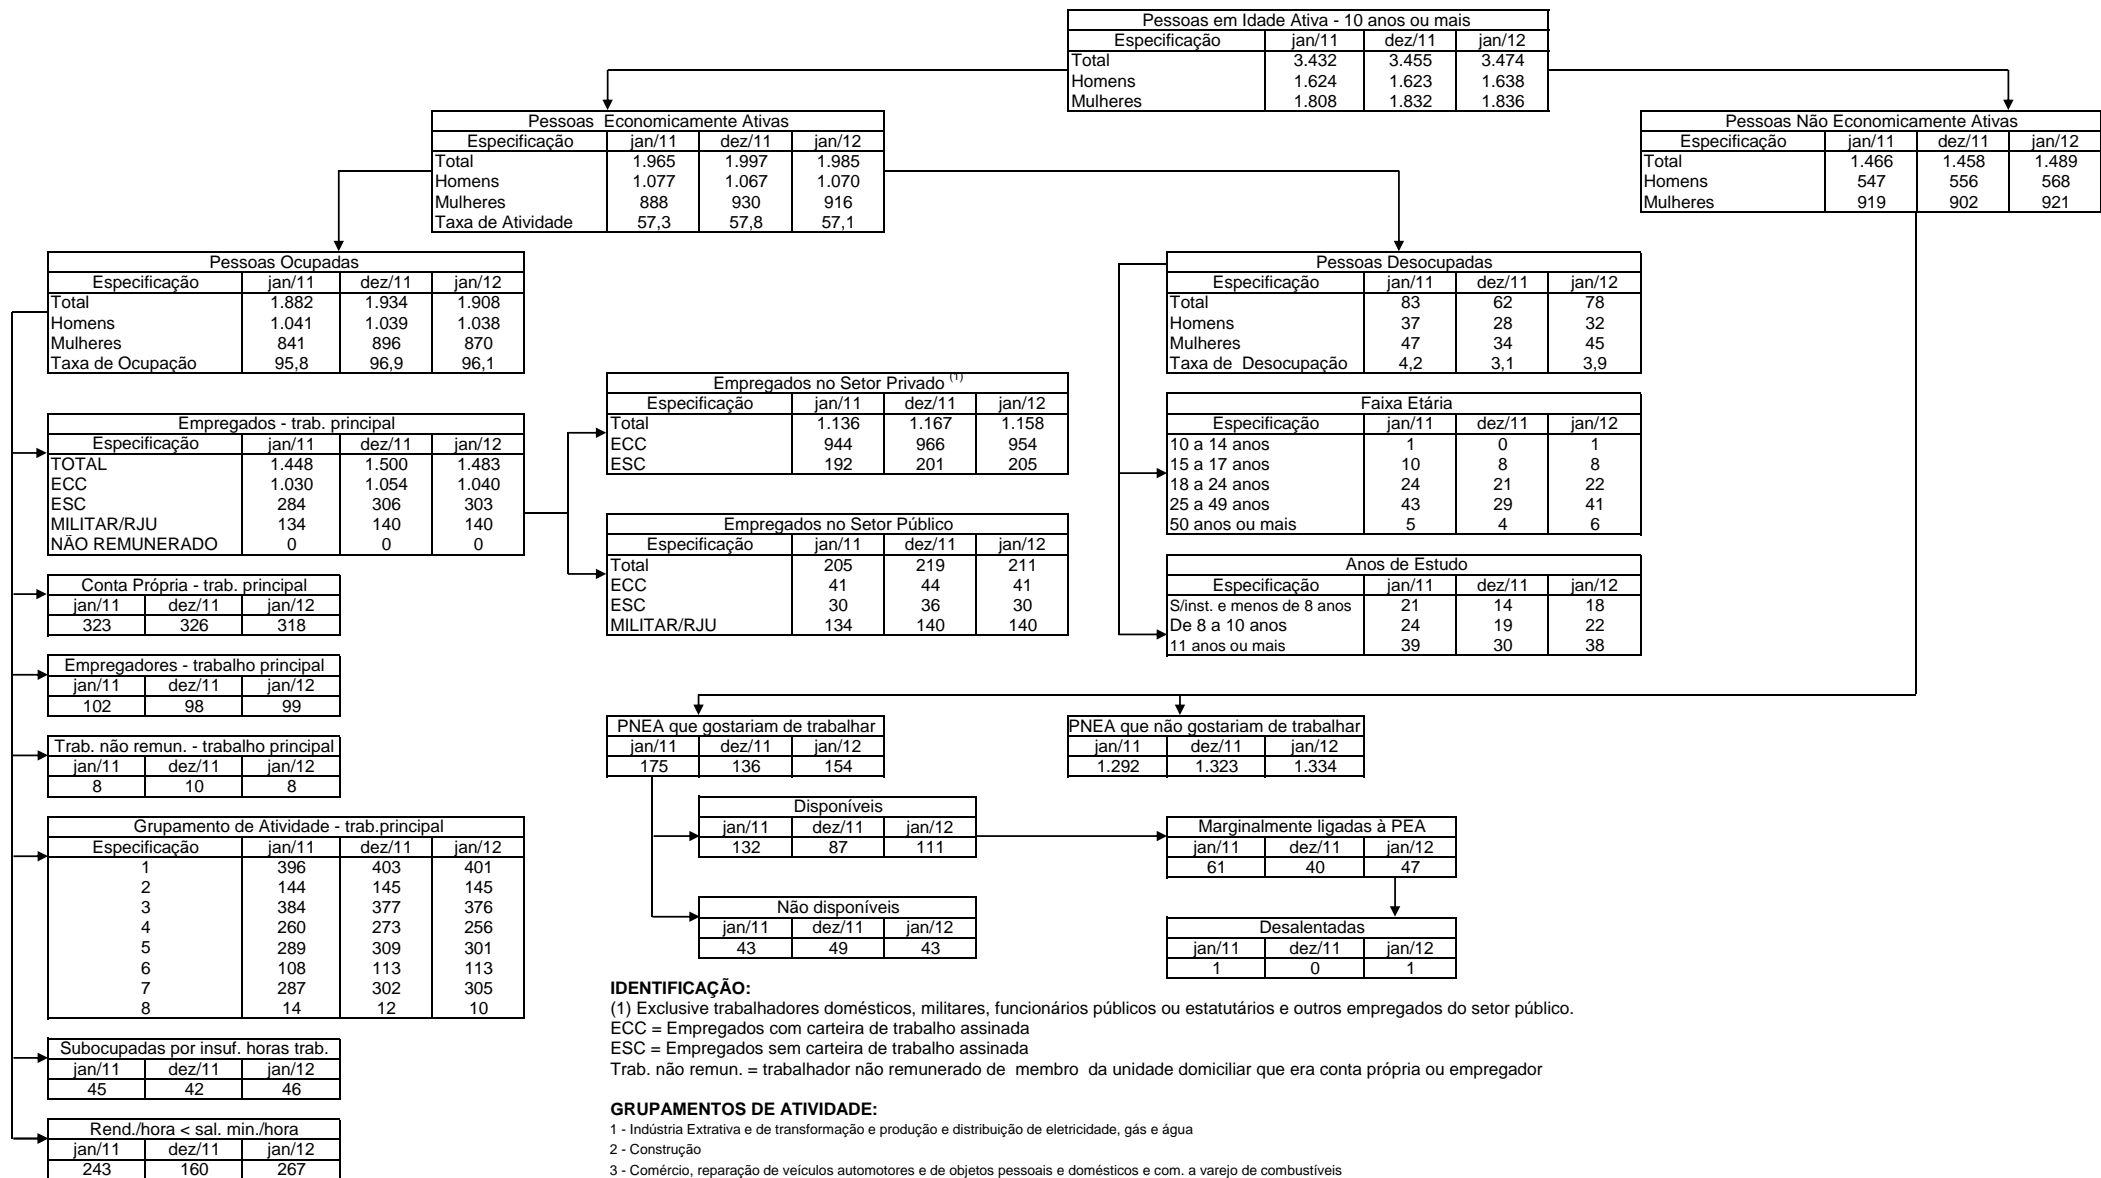 Pessoas em Idade Ativa - 10 anos ou mais
Especificação jan/11 dez/11 jan/12
Total 3.432 3.455 3.474
Homens 1.624 1.623 1.638
Mulheres 1.808 1.832 1.836
Pessoas Economicamente Ativas
Especificação jan/11 dez/11 jan/12
Total 1.965 1.997 1.985
Homens 1.077 1.067 1.070
Mulheres 888 930 916
Taxa de Atividade 57,3 57,8 57,1
Pessoas Não Economicamente Ativas
Especificação jan/11 dez/11 jan/12
Total 1.466 1.458 1.489
Homens 547 556 568
Mulheres 919 902 921
Pessoas Ocupadas
Especificação jan/11 dez/11 jan/12
Total 1.882 1.934 1.908
Homens 1.041 1.039 1.038
Mulheres 841 896 870
Taxa de Ocupação 95,8 96,9 96,1
Pessoas Desocupadas
Especificação jan/11 dez/11 jan/12
Total 83 62 78
Homens 37 28 32
Mulheres 47 34 45
Taxa de Desocupação 4,2 3,1 3,9
Empregados - trab. principal
Especificação jan/11 dez/11 jan/12
TOTAL 1.448 1.500 1.483
ECC 1.030 1.054 1.040
ESC 284 306 303
MILITAR/RJU 134 140 140
NÃO REMUNERADO 0 0 0
Empregados no Setor Privado (1)
Especificação jan/11 dez/11 jan/12
Total 1.136 1.167 1.158
ECC 944 966 954
ESC 192 201 205
Empregados no Setor Público
Especificação jan/11 dez/11 jan/12
Total 205 219 211
ECC 41 44 41
ESC 30 36 30
MILITAR/RJU 134 140 140
Faixa Etária
Especificação jan/11 dez/11 jan/12
10 a 14 anos 1 0 1
15 a 17 anos 10 8 8
18 a 24 anos 24 21 22
25 a 49 anos 43 29 41
50 anos ou mais 5 4 6
Anos de Estudo
Especificação jan/11 dez/11 jan/12
S/inst. e menos de 8 anos 21 14 18
De 8 a 10 anos 24 19 22
11 anos ou mais 39 30 38
Conta Própria - trab. principal
jan/11 dez/11 jan/12
323 326 318
Empregadores - trabalho principal
jan/11 dez/11 jan/12
102 98 99
Trab. não remun. - trabalho principal
jan/11 dez/11 jan/12
8 10 8
Grupamento de Atividade - trab.principal
Especificação jan/11 dez/11 jan/12
1 396 403 401
2 144 145 145
3 384 377 376
4 260 273 256
5 289 309 301
6 108 113 113
7 287 302 305
8 14 12 10
Subocupadas por insuf. horas trab.
jan/11 dez/11 jan/12
45 42 46
Rend./hora < sal. min./hora
jan/11 dez/11 jan/12
243 160 267
PNEA que gostariam de trabalhar
jan/11 dez/11 jan/12
175 136 154
PNEA que não gostariam de trabalhar
jan/11 dez/11 jan/12
1.292 1.323 1.334
Disponíveis
jan/11 dez/11 jan/12
132 87 111
Marginalmente ligadas à PEA
jan/11 dez/11 jan/12
61 40 47
Não disponíveis
jan/11 dez/11 jan/12
43 49 43
Desalentadas
jan/11 dez/11 jan/12
1 0 1
IDENTIFICAÇÃO:
(1) Exclusive trabalhadores domésticos, militares, funcionários públicos ou estatutários e outros empregados do setor público.
ECC = Empregados com carteira de trabalho assinada
ESC = Empregados sem carteira de trabalho assinada
Trab. não remun. = trabalhador não remunerado de membro da unidade domiciliar que era conta própria ou empregador
GRUPAMENTOS DE ATIVIDADE:
1 - Indústria Extrativa e de transformação e produção e distribuição de eletricidade, gás e água
2 - Construção
3 - Comércio, reparação de veículos automotores e de objetos pessoais e domésticos e com. a varejo de combustíveis